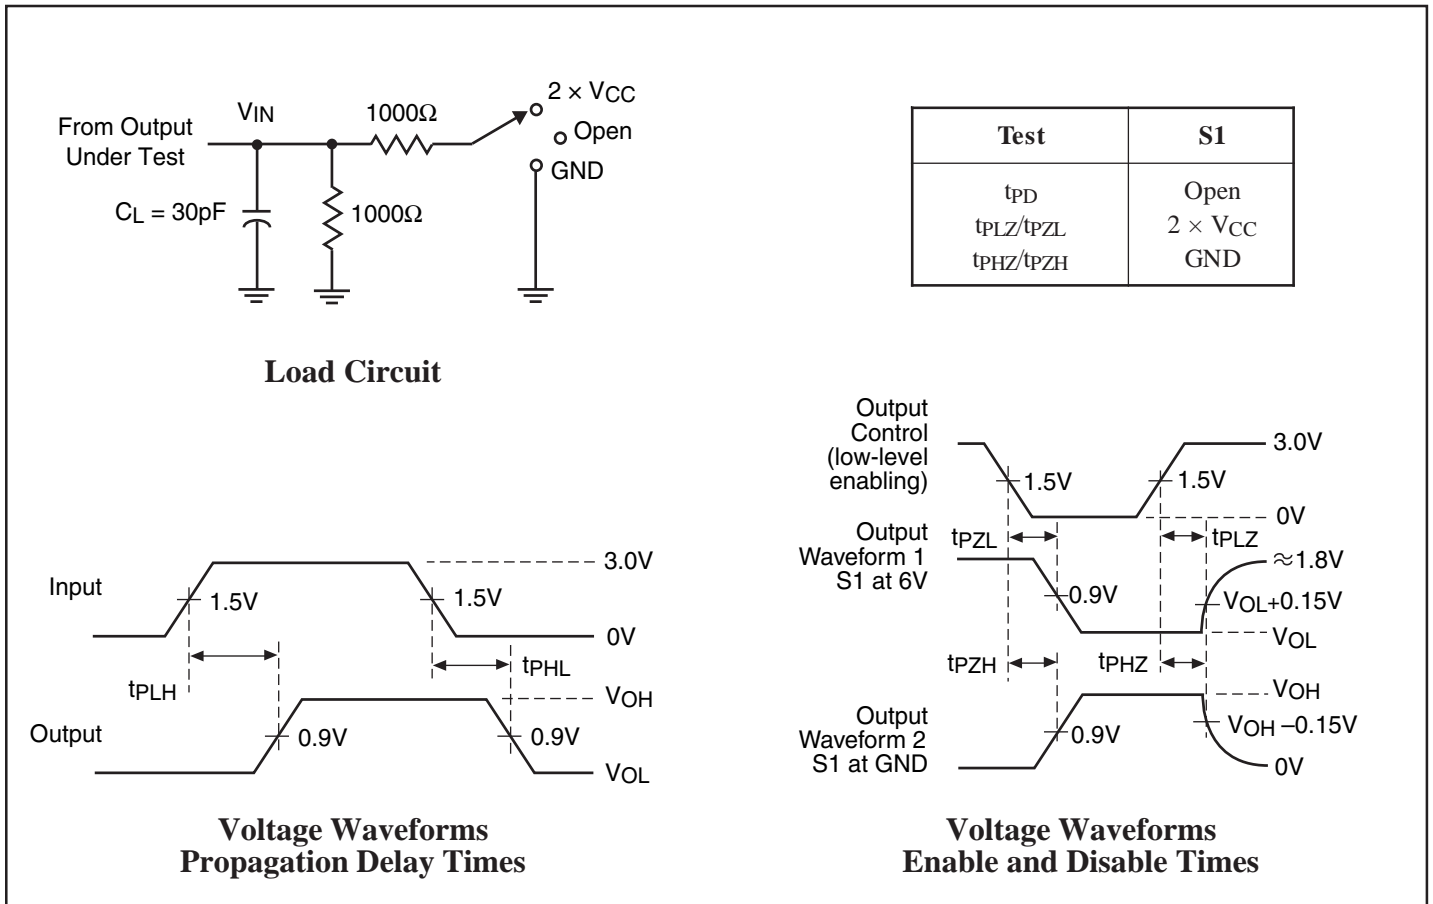 2 × VCC
VIN
1000Ω
From Output
Under Test
Open
GND
CL = 30pF
1000Ω
Load Circuit
Test S1
tPD Open
tPLZ/tPZL 2 × VCC
tPHZ/tPZH GND
Input
3.0V
1.5V
1.5V
0V
tPLH
tPHL
Output
VOH
0.9V
0.9V
VOL
Voltage Waveforms
Propagation Delay Times
Output
Control
(low-level
enabling)
3.0V
1.5V
1.5V
0V
Output
Waveform 1
S1 at 6V
tPZL
tPLZ
≈1.8V
0.9V
VOL+0.15V
VOL
tPZH
tPHZ
VOH
Output
Waveform 2
S1 at GND
0.9V
VOH –0.15V
0V
Voltage Waveforms
Enable and Disable Times